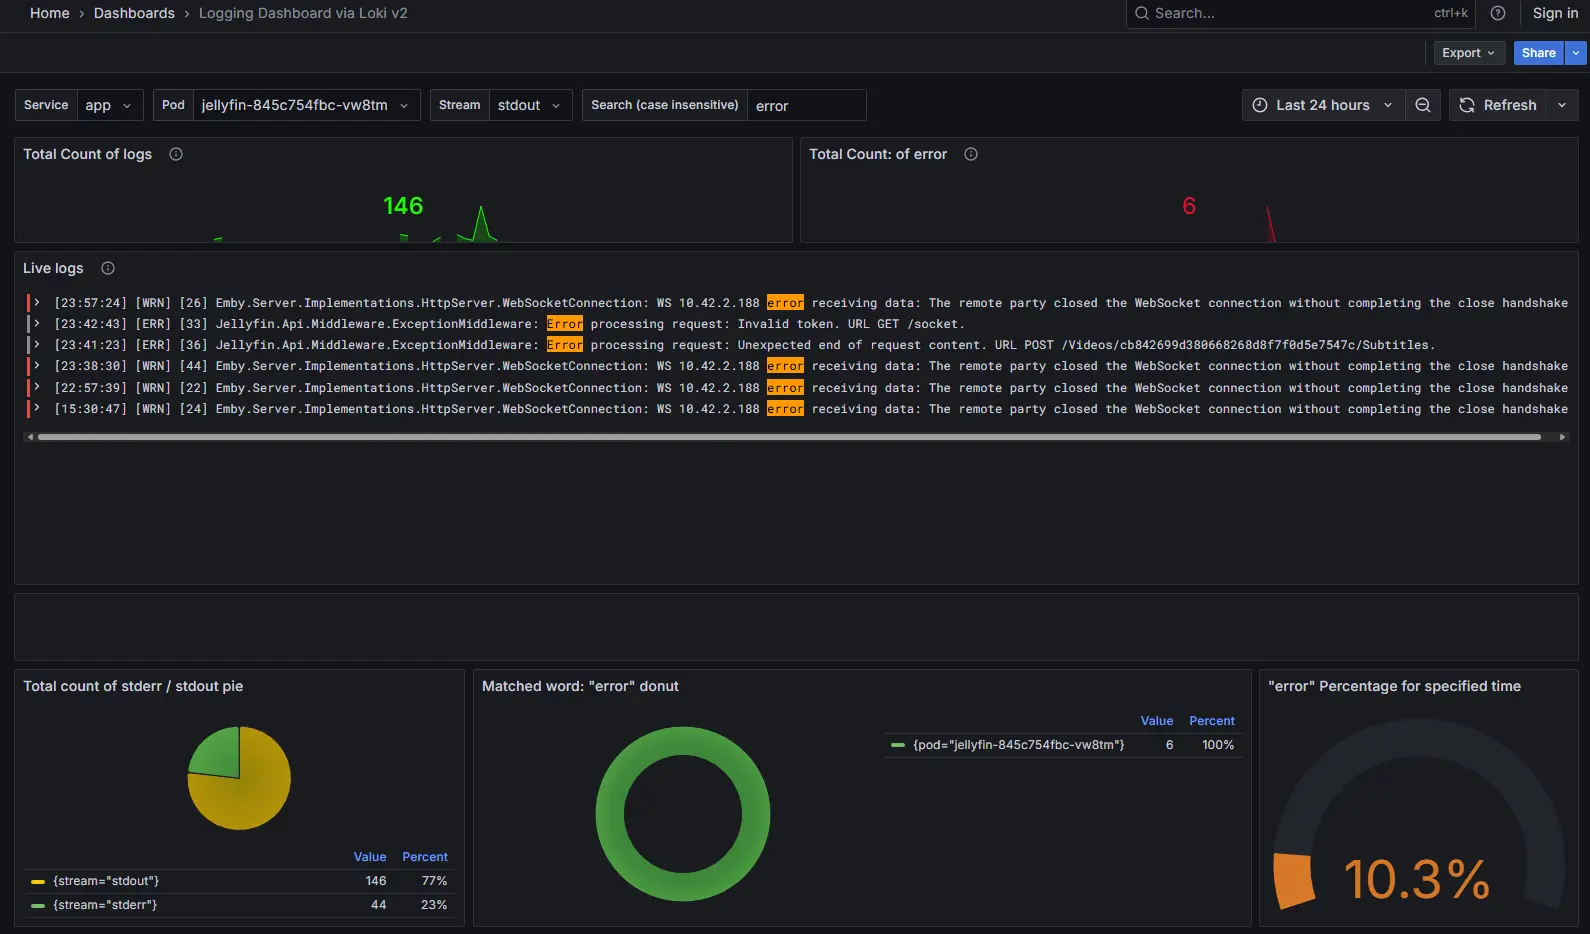 Home › Dashboards › Logging Dashboard via Loki v2 Search... ctrl+k Sign in
Export Share
Service app Pod jellyfin-845c754fbc-vw8tm Stream stdout Search (case insensitive) error Last 24 hours Refresh
Total Count of logs
146
Total Count: of error
6
Live logs
[23:57:24] [WRN] [26] Emby.Server.Implementations.HttpServer.WebSocketConnection: WS 10.42.2.188 error receiving data: The remote party closed the WebSocket connection without completing the close handshake
[23:42:43] [ERR] [33] Jellyfin.Api.Middleware.ExceptionMiddleware: Error processing request: Invalid token. URL GET /socket.
[23:41:23] [ERR] [36] Jellyfin.Api.Middleware.ExceptionMiddleware: Error processing request: Unexpected end of request content. URL POST /Videos/cb842699d380668268d8f7f0d5e7547c/Subtitles.
[23:38:30] [WRN] [44] Emby.Server.Implementations.HttpServer.WebSocketConnection: WS 10.42.2.188 error receiving data: The remote party closed the WebSocket connection without completing the close handshake
[22:57:39] [WRN] [22] Emby.Server.Implementations.HttpServer.WebSocketConnection: WS 10.42.2.188 error receiving data: The remote party closed the WebSocket connection without completing the close handshake
[15:30:47] [WRN] [24] Emby.Server.Implementations.HttpServer.WebSocketConnection: WS 10.42.2.188 error receiving data: The remote party closed the WebSocket connection without completing the close handshake
Total count of stderr / stdout pie
Value Percent
{stream="stdout"} 146 77%
{stream="stderr"} 44 23%
Matched word: "error" donut
Value Percent
{pod="jellyfin-845c754fbc-vw8tm"} 6 100%
"error" Percentage for specified time
10.3%